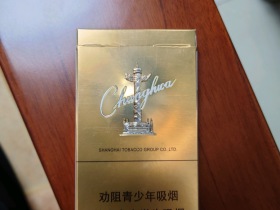 Chunghwa
SHANGHAI TOBACCO GROUP CO., LTD.
劝阻青少年吸烟